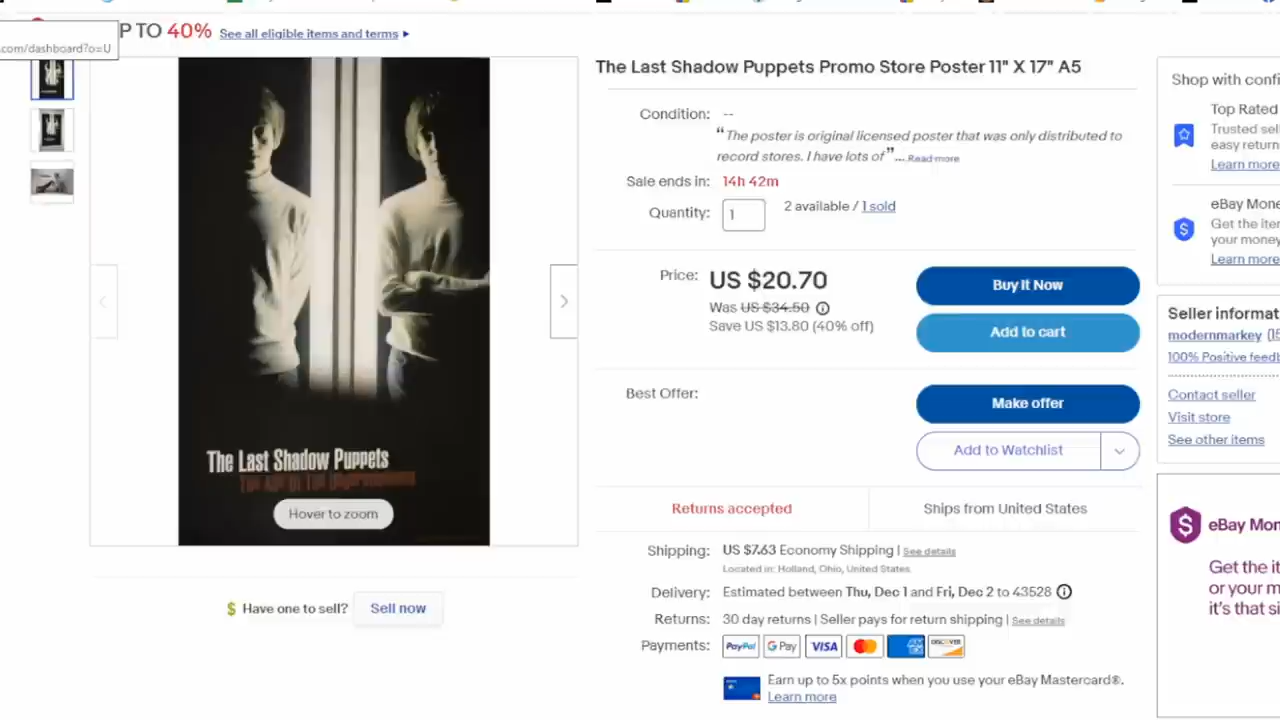 P TO 40% See all eligible items and terms ▸
.com/dashboard?o=U
The Last Shadow Puppets Promo Store Poster 11" X 17" A5
Condition: --
“The poster is original licensed poster that was only distributed to
record stores. I have lots of”... Read more
Sale ends in: 14h 42m
Quantity: 1 2 available / 1 sold
Price: US $20.70
Was US $34.50
Save US $13.80 (40% off)
Buy It Now
Add to cart
Best Offer:
Make offer
Add to Watchlist
Returns accepted
Ships from United States
Shipping: US $7.63 Economy Shipping | See details
Located in: Holland, Ohio, United States
Delivery: Estimated between Thu, Dec 1 and Fri, Dec 2 to 43528
Returns: 30 day returns | Seller pays for return shipping | See details
Payments: PayPal G Pay VISA DISCOVER
Earn up to 5x points when you use your eBay Mastercard®.
Learn more
The Last Shadow Puppets
Hover to zoom
$ Have one to sell? Sell now
Shop with confi
Top Rated
Trusted sell
easy return
Learn more
eBay Mone
Get the iter
your money
Learn more
Seller informat
modernmarkey (15
100% Positive feedb
Contact seller
Visit store
See other items
eBay Mon
Get the it
or your m
it's that si